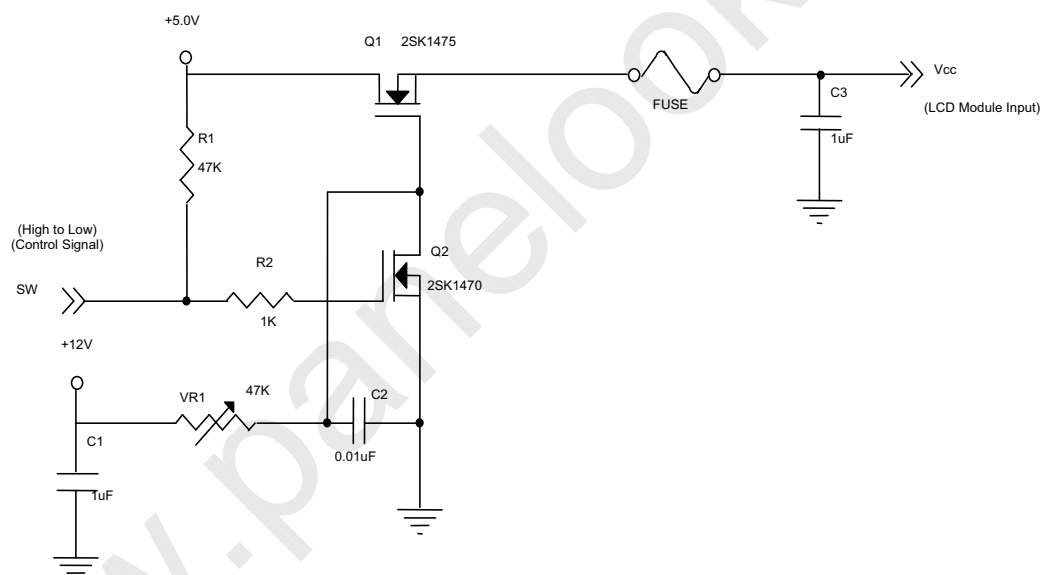 +5.0V
Q1 2SK1475
Vcc
C3
FUSE
(LCD Module Input)
R1
1uF
47K
(High to Low)
(Control Signal)
Q2
R2
2SK1470
SW
1K
+12V
47K
VR1
C2
C1
0.01uF
1uF
w.panelook